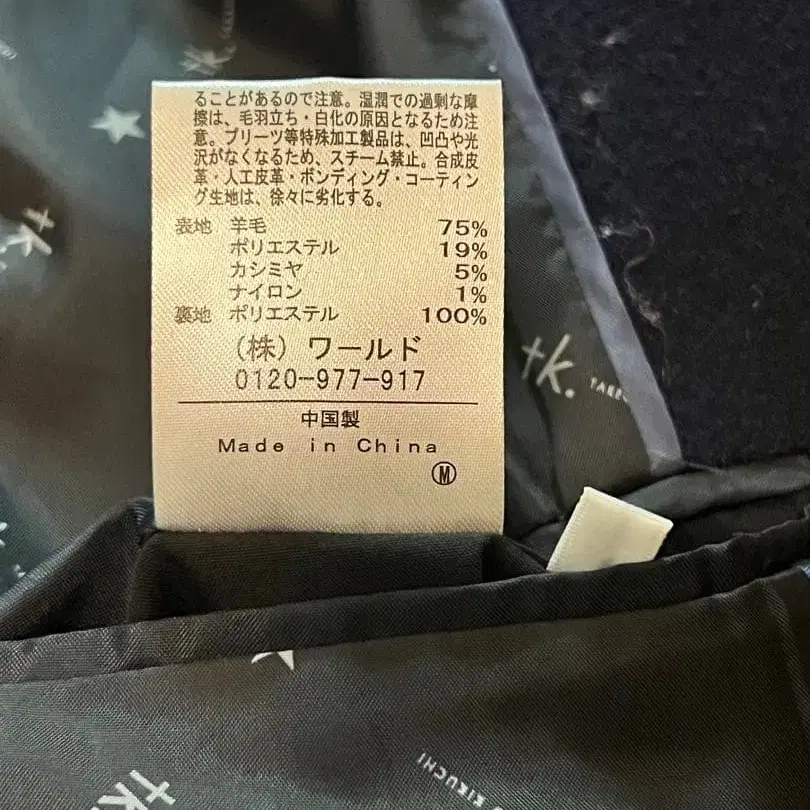 ることがあるので注意。湿潤での過剰な摩
擦は、毛羽立ち・白化の原因となるため注
意。プリーツ等特殊加工製品は、凹凸や光
沢がなくなるため、スチーム禁止。合成皮
革・人工皮革・ボンディング・コーティン
グ生地は、徐々に劣化する。
表地 羊毛 75%
ポリエステル 19%
カシミヤ 5%
ナイロン 1%
裏地 ポリエステル 100%
(株) ワールド
0120-977-917
中国製
Made in China
M
tk.
tk.
tk.
tk
KIKUCHI